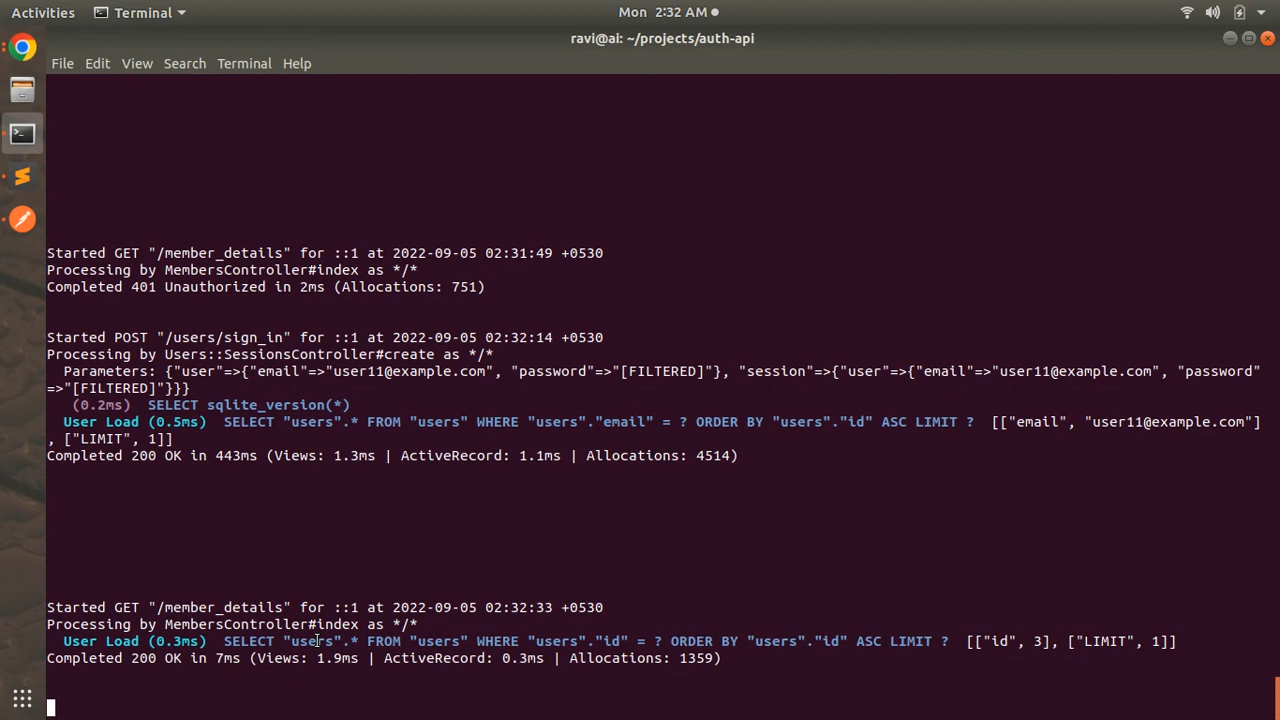 Activities Terminal Mon 2:32 AM
ravi@ai: ~/projects/auth-api
File Edit View Search Terminal Help
Started GET "/member_details" for ::1 at 2022-09-05 02:31:49 +0530
Processing by MembersController#index as */*
Completed 401 Unauthorized in 2ms (Allocations: 751)
Started POST "/users/sign_in" for ::1 at 2022-09-05 02:32:14 +0530
Processing by Users::SessionsController#create as */*
Parameters: {"user"=>{"email"=>"user11@example.com", "password"=>"[FILTERED]"}, "session"=>{"user"=>{"email"=>"user11@example.com", "password"
=>"[FILTERED]"}}}
(0.2ms) SELECT sqlite_version(*)
User Load (0.5ms) SELECT "users".* FROM "users" WHERE "users"."email" = ? ORDER BY "users"."id" ASC LIMIT ? [["email", "user11@example.com"]
, ["LIMIT", 1]]
Completed 200 OK in 443ms (Views: 1.3ms | ActiveRecord: 1.1ms | Allocations: 4514)
Started GET "/member_details" for ::1 at 2022-09-05 02:32:33 +0530
Processing by MembersController#index as */*
User Load (0.3ms) SELECT "users".* FROM "users" WHERE "users"."id" = ? ORDER BY "users"."id" ASC LIMIT ? [["id", 3], ["LIMIT", 1]]
Completed 200 OK in 7ms (Views: 1.9ms | ActiveRecord: 0.3ms | Allocations: 1359)